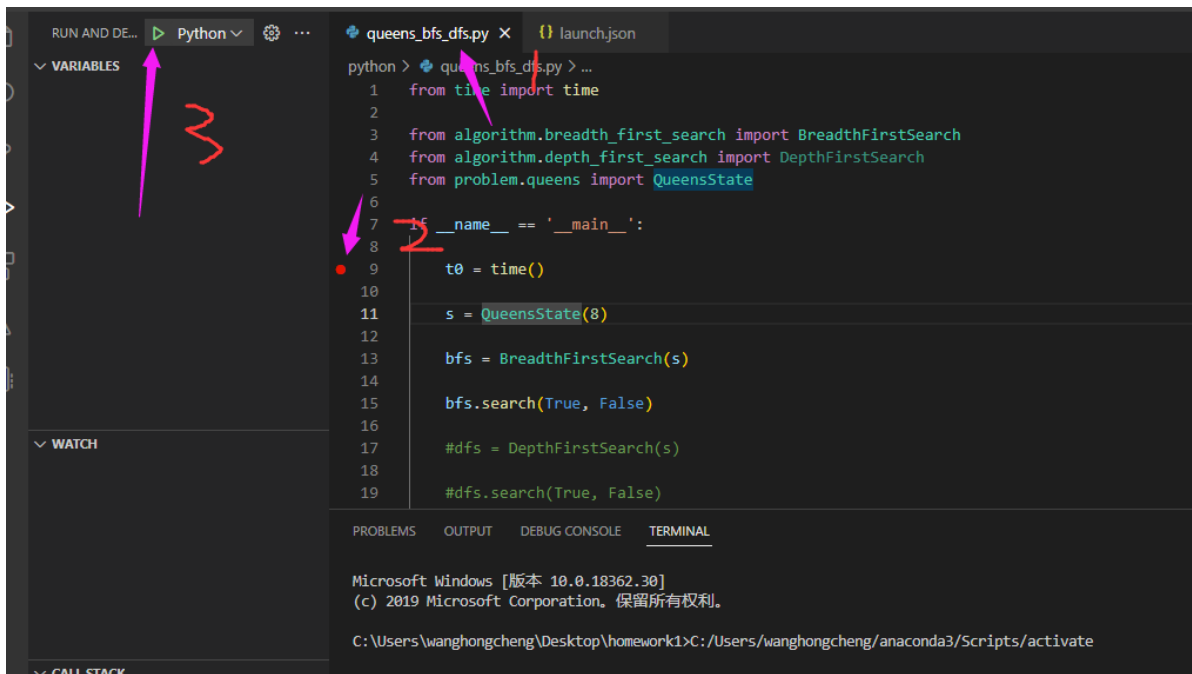 RUN AND DE... Python ...
queens_bfs_dfs.py
{} launch.json
1
VARIABLES
python > queens_bfs_dfs.py > ...
1 from time import time
2
3 from algorithm.breadth_first_search import BreadthFirstSearch
4 from algorithm.depth_first_search import DepthFirstSearch
5 from problem.queens import QueensState
6
7 if __name__ == '__main__':
8
9 t0 = time()
10
11 s = QueensState(8)
12
13 bfs = BreadthFirstSearch(s)
14
15 bfs.search(True, False)
16
17 #dfs = DepthFirstSearch(s)
18
19 #dfs.search(True, False)
3
2
WATCH
CALL STACK
PROBLEMS OUTPUT DEBUG CONSOLE TERMINAL
Microsoft Windows [版本 10.0.18362.30]
(c) 2019 Microsoft Corporation。保留所有权利。
C:\Users\wanghongcheng\Desktop\homework1>C:/Users/wanghongcheng/anaconda3/Scripts/activate